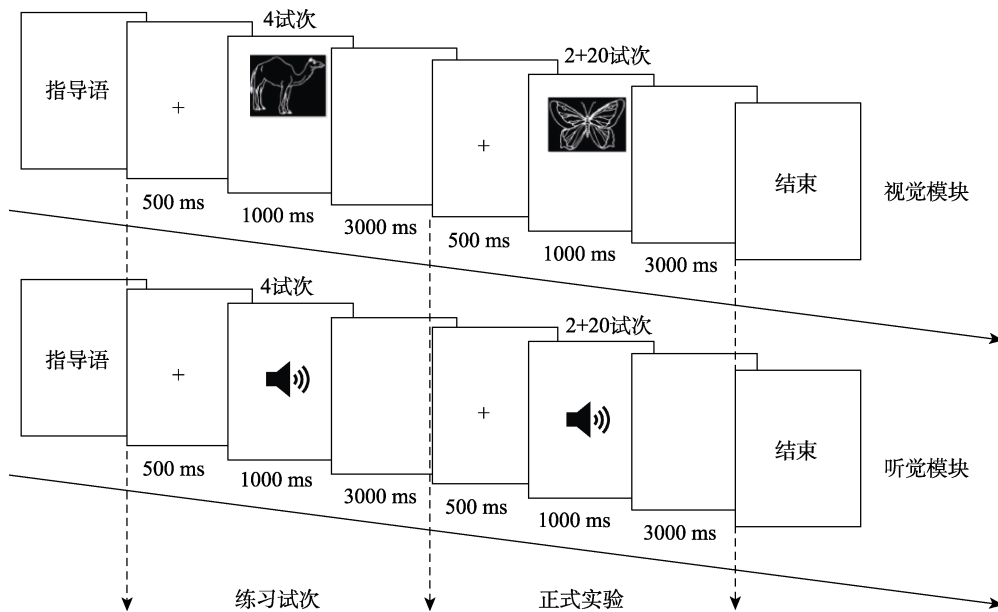 4试次
指导语
+
500 ms
1000 ms
3000 ms
2+20试次
+
500 ms
1000 ms
3000 ms
结束
视觉模块
4试次
指导语
+
500 ms
1000 ms
3000 ms
2+20试次
+
500 ms
1000 ms
3000 ms
结束
听觉模块
练习试次
正式实验